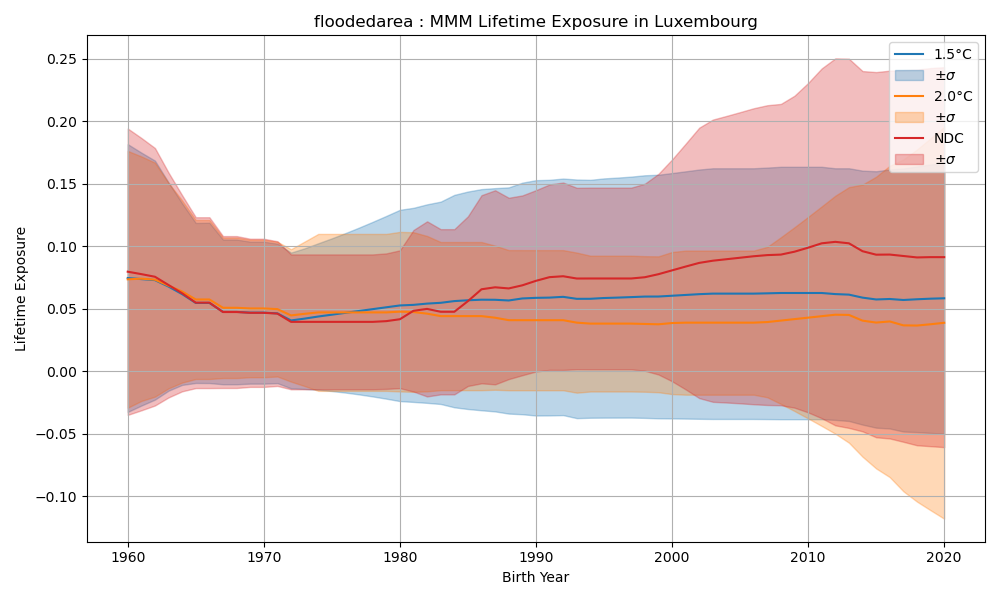 floodedarea : MMM Lifetime Exposure in Luxembourg
Lifetime Exposure
0.25
0.20
0.15
0.10
0.05
0.00
−0.05
−0.10
1.5°C
±σ
2.0°C
±σ
NDC
±σ
1960
1970
1980
1990
2000
2010
2020
Birth Year